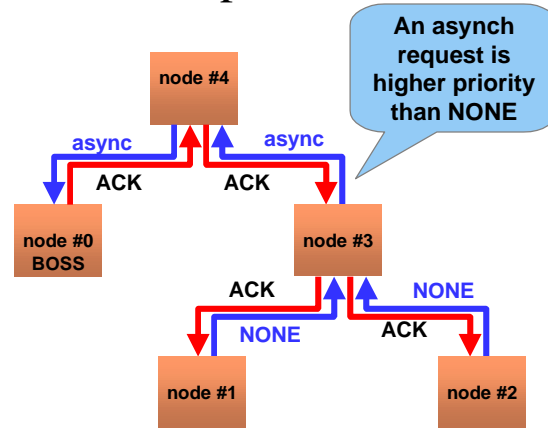 An asynch
request is
higher priority
than NONE
node #4
async
async
ACK
ACK
node #0
BOSS
node #3
ACK
NONE
NONE
ACK
node #1
node #2